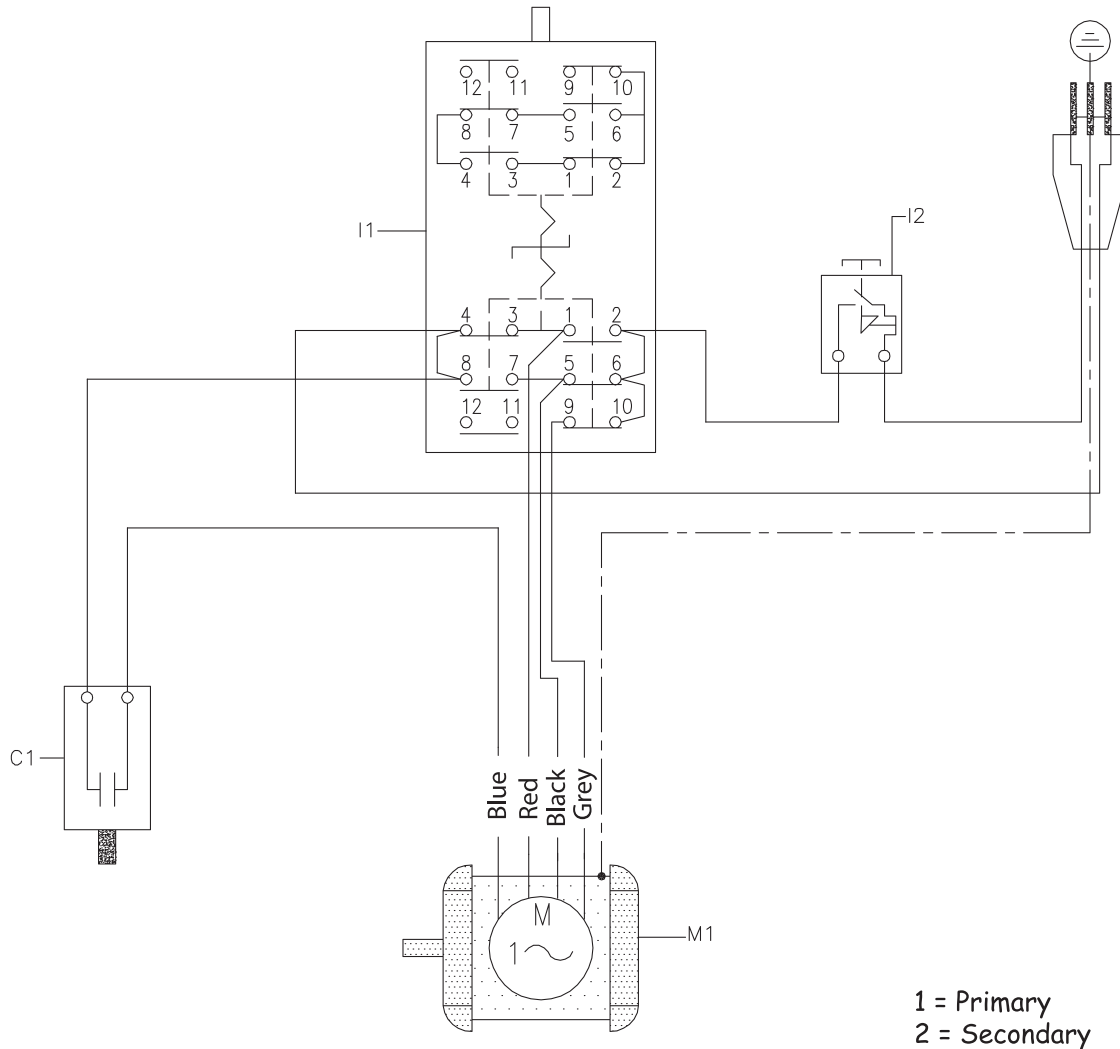 12 11 9 10
8 7 5 6
4 3 1 2
I1
I2
4 3 1 2
8 7 5 6
12 11 9 10
C1
Blue
Red
Black
Grey
M
1
M1
1 = Primary
2 = Secondary